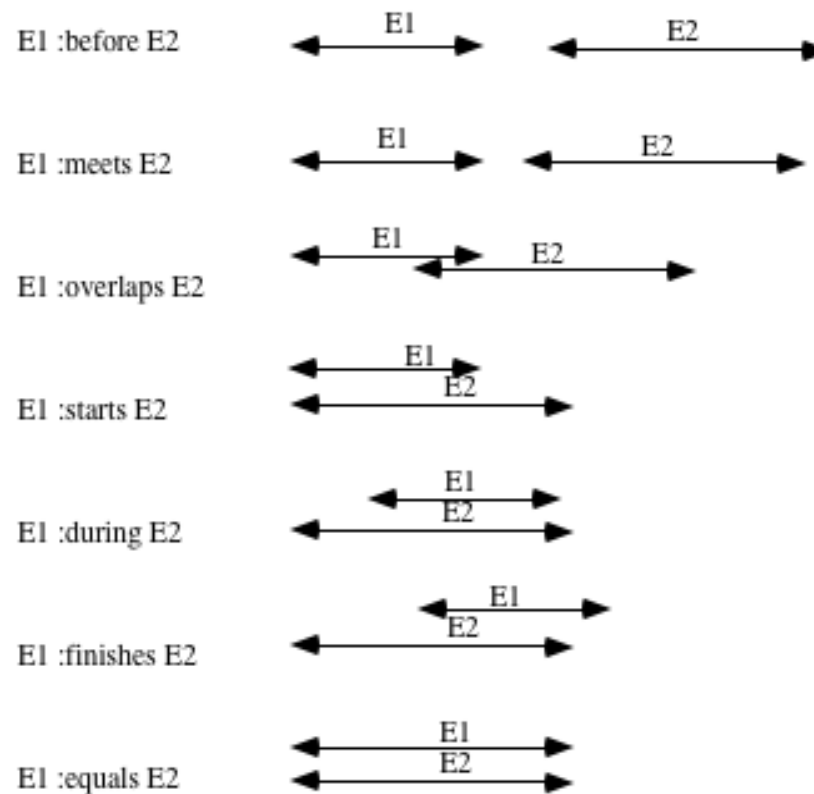 E1 :before E2 E1 E2
E1 :meets E2 E1 E2
E1 :overlaps E2 E1 E2
E1 :starts E2 E1
E2
E1 :during E2 E1
E2
E1 :finishes E2 E1
E2
E1 :equals E2 E1
E2